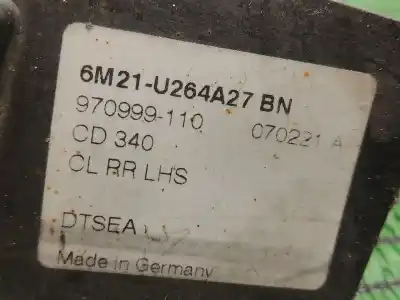 6M21-U264A27 BN
970999-110 070221 A
CD 340
CL RR LHS
DTSEA
Made in Germany